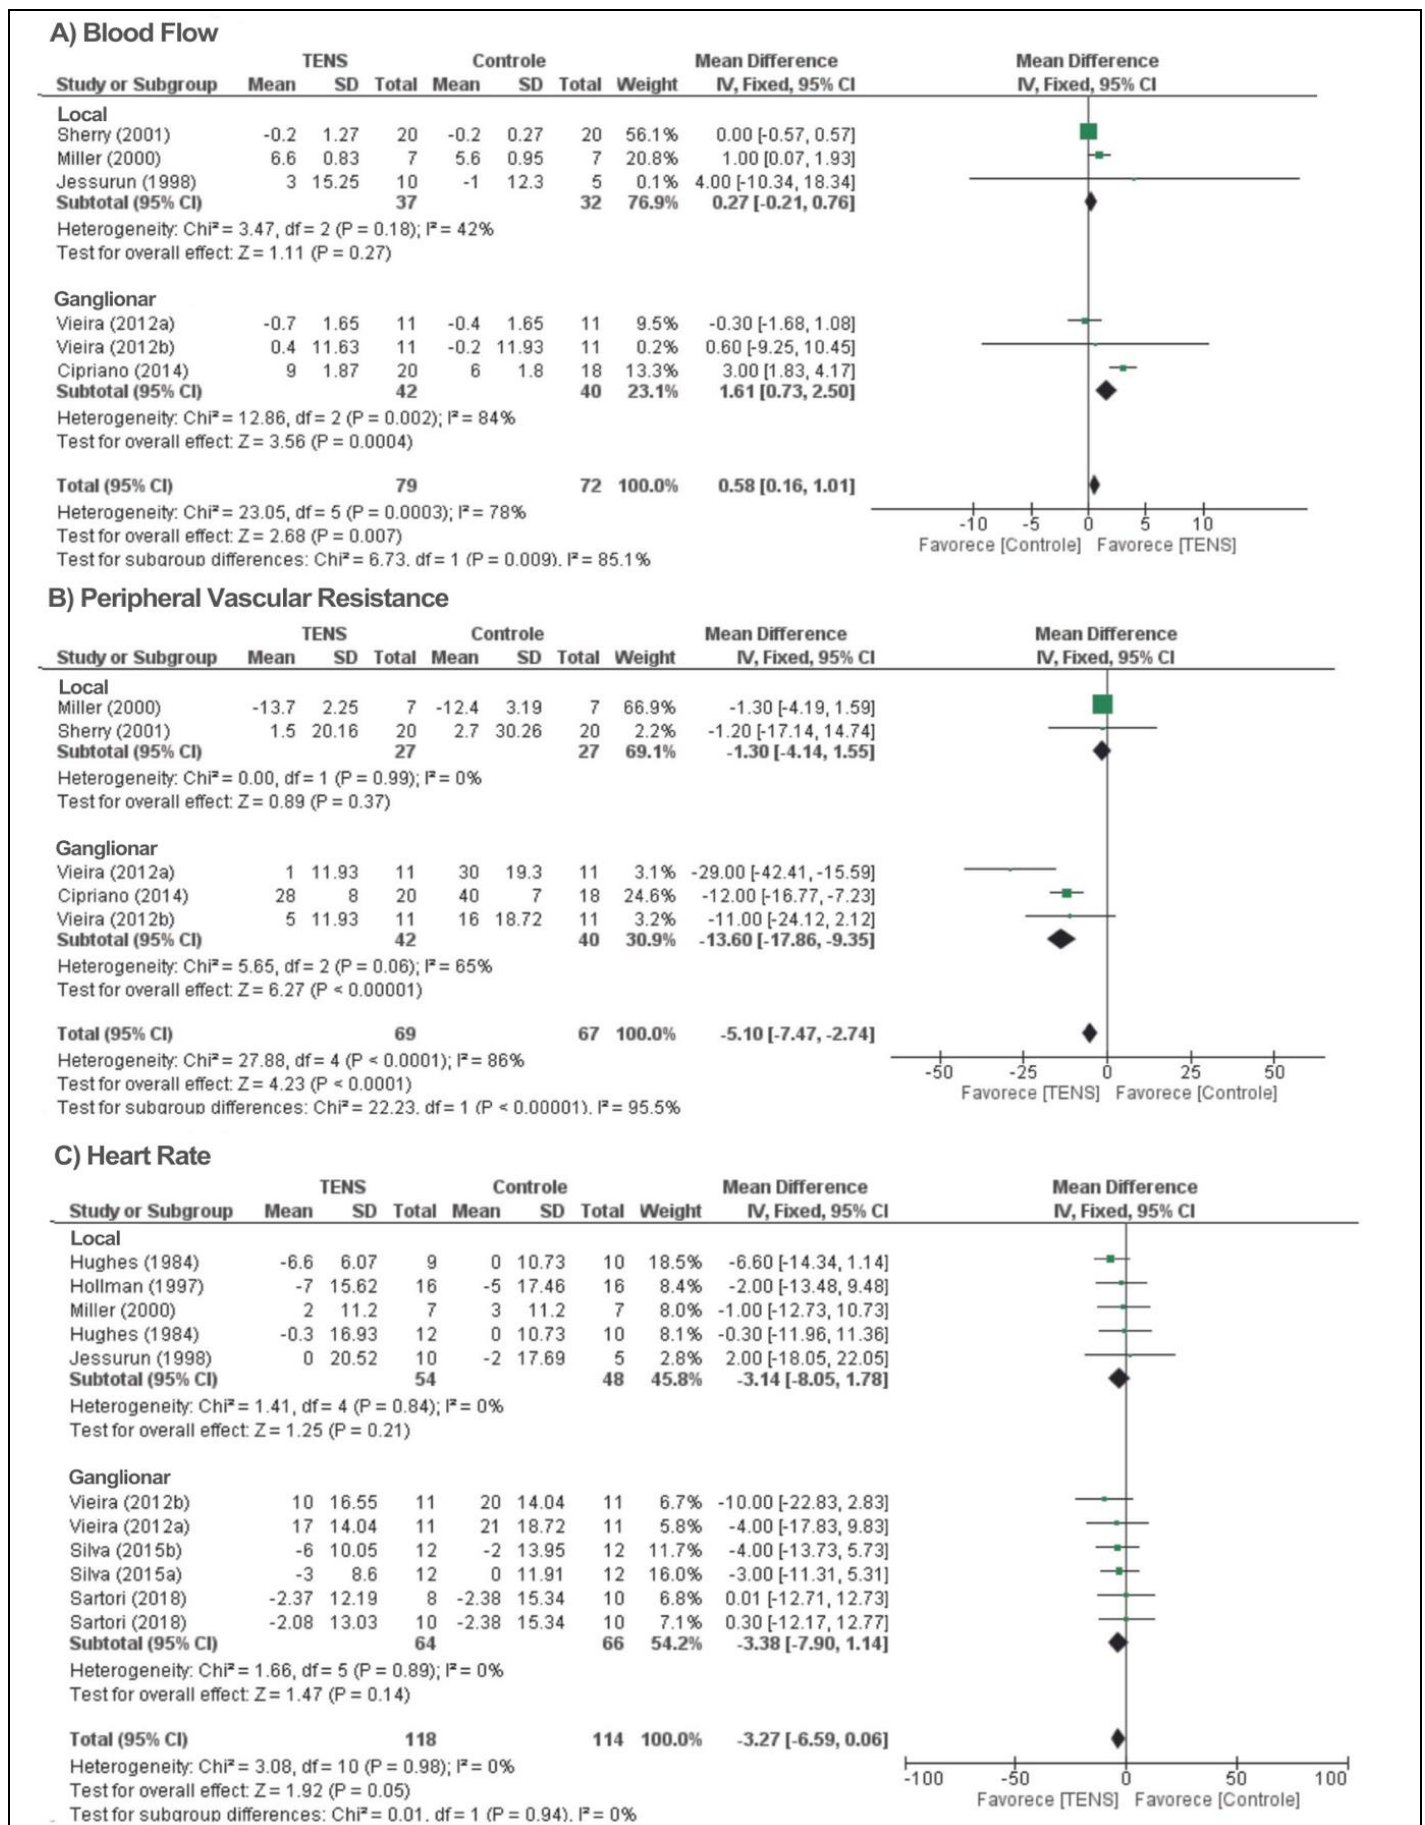 A) Blood Flow
TENS Controle Mean Difference Mean Difference
Study or Subgroup Mean SD Total Mean SD Total Weight IV, Fixed, 95% CI IV, Fixed, 95% CI
Local
Sherry (2001) -0.2 1.27 20 -0.2 0.27 20 56.1% 0.00 [-0.57, 0.57]
Miller (2000) 6.6 0.83 7 5.6 0.95 7 20.8% 1.00 [0.07, 1.93]
Jessurun (1998) 3 15.25 10 -1 12.3 5 0.1% 4.00 [-10.34, 18.34]
Subtotal (95% CI) 37 32 76.9% 0.27 [-0.21, 0.76]
Heterogeneity: Chi² = 3.47, df = 2 (P = 0.18); I² = 42%
Test for overall effect: Z = 1.11 (P = 0.27)
Ganglionar
Vieira (2012a) -0.7 1.65 11 -0.4 1.65 11 9.5% -0.30 [-1.68, 1.08]
Vieira (2012b) 0.4 11.63 11 -0.2 11.93 11 0.2% 0.60 [-9.25, 10.45]
Cipriano (2014) 9 1.87 20 6 1.8 18 13.3% 3.00 [1.83, 4.17]
Subtotal (95% CI) 42 40 23.1% 1.61 [0.73, 2.50]
Heterogeneity: Chi² = 12.86, df = 2 (P = 0.002); I² = 84%
Test for overall effect: Z = 3.56 (P = 0.0004)
Total (95% CI) 79 72 100.0% 0.58 [0.16, 1.01]
Heterogeneity: Chi² = 23.05, df = 5 (P = 0.0003); I² = 78%
Test for overall effect: Z = 2.68 (P = 0.007)
Test for subgroup differences: Chi² = 6.73. df = 1 (P = 0.009). I² = 85.1%
-10 -5 0 5 10
Favorece [Controle] Favorece [TENS]
B) Peripheral Vascular Resistance
TENS Controle Mean Difference Mean Difference
Study or Subgroup Mean SD Total Mean SD Total Weight IV, Fixed, 95% CI IV, Fixed, 95% CI
Local
Miller (2000) -13.7 2.25 7 -12.4 3.19 7 66.9% -1.30 [-4.19, 1.59]
Sherry (2001) 1.5 20.16 20 2.7 30.26 20 2.2% -1.20 [-17.14, 14.74]
Subtotal (95% CI) 27 27 69.1% -1.30 [-4.14, 1.55]
Heterogeneity: Chi² = 0.00, df = 1 (P = 0.99); I² = 0%
Test for overall effect: Z = 0.89 (P = 0.37)
Ganglionar
Vieira (2012a) 1 11.93 11 30 19.3 11 3.1% -29.00 [-42.41, -15.59]
Cipriano (2014) 28 8 20 40 7 18 24.6% -12.00 [-16.77, -7.23]
Vieira (2012b) 5 11.93 11 16 18.72 11 3.2% -11.00 [-24.12, 2.12]
Subtotal (95% CI) 42 40 30.9% -13.60 [-17.86, -9.35]
Heterogeneity: Chi² = 5.65, df = 2 (P = 0.06); I² = 65%
Test for overall effect: Z = 6.27 (P < 0.00001)
Total (95% CI) 69 67 100.0% -5.10 [-7.47, -2.74]
Heterogeneity: Chi² = 27.88, df = 4 (P < 0.0001); I² = 86%
Test for overall effect: Z = 4.23 (P < 0.0001)
Test for subgroup differences: Chi² = 22.23. df = 1 (P < 0.00001). I² = 95.5%
-50 -25 0 25 50
Favorece [TENS] Favorece [Controle]
C) Heart Rate
TENS Controle Mean Difference Mean Difference
Study or Subgroup Mean SD Total Mean SD Total Weight IV, Fixed, 95% CI IV, Fixed, 95% CI
Local
Hughes (1984) -6.6 6.07 9 0 10.73 10 18.5% -6.60 [-14.34, 1.14]
Hollman (1997) -7 15.62 16 -5 17.46 16 8.4% -2.00 [-13.48, 9.48]
Miller (2000) 2 11.2 7 3 11.2 7 8.0% -1.00 [-12.73, 10.73]
Hughes (1984) -0.3 16.93 12 0 10.73 10 8.1% -0.30 [-11.96, 11.36]
Jessurun (1998) 0 20.52 10 -2 17.69 5 2.8% 2.00 [-18.05, 22.05]
Subtotal (95% CI) 54 48 45.8% -3.14 [-8.05, 1.78]
Heterogeneity: Chi² = 1.41, df = 4 (P = 0.84); I² = 0%
Test for overall effect: Z = 1.25 (P = 0.21)
Ganglionar
Vieira (2012b) 10 16.55 11 20 14.04 11 6.7% -10.00 [-22.83, 2.83]
Vieira (2012a) 17 14.04 11 21 18.72 11 5.8% -4.00 [-17.83, 9.83]
Silva (2015b) -6 10.05 12 -2 13.95 12 11.7% -4.00 [-13.73, 5.73]
Silva (2015a) -3 8.6 12 0 11.91 12 16.0% -3.00 [-11.31, 5.31]
Sartori (2018) -2.37 12.19 8 -2.38 15.34 10 6.8% 0.01 [-12.71, 12.73]
Sartori (2018) -2.08 13.03 10 -2.38 15.34 10 7.1% 0.30 [-12.17, 12.77]
Subtotal (95% CI) 64 66 54.2% -3.38 [-7.90, 1.14]
Heterogeneity: Chi² = 1.66, df = 5 (P = 0.89); I² = 0%
Test for overall effect: Z = 1.47 (P = 0.14)
Total (95% CI) 118 114 100.0% -3.27 [-6.59, 0.06]
Heterogeneity: Chi² = 3.08, df = 10 (P = 0.98); I² = 0%
Test for overall effect: Z = 1.92 (P = 0.05)
Test for subgroup differences: Chi² = 0.01. df = 1 (P = 0.94). I² = 0%
-100 -50 0 50 100
Favorece [TENS] Favorece [Controle]